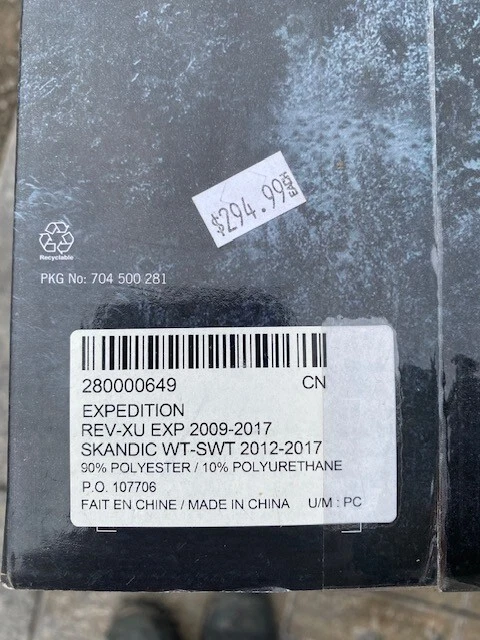 $294.99
EACH
Recyclable
PKG No: 704 500 281
280000649 CN
EXPEDITION
REV-XU EXP 2009-2017
SKANDIC WT-SWT 2012-2017
90% POLYESTER / 10% POLYURETHANE
P.O. 107706
FAIT EN CHINE / MADE IN CHINA U/M : PC